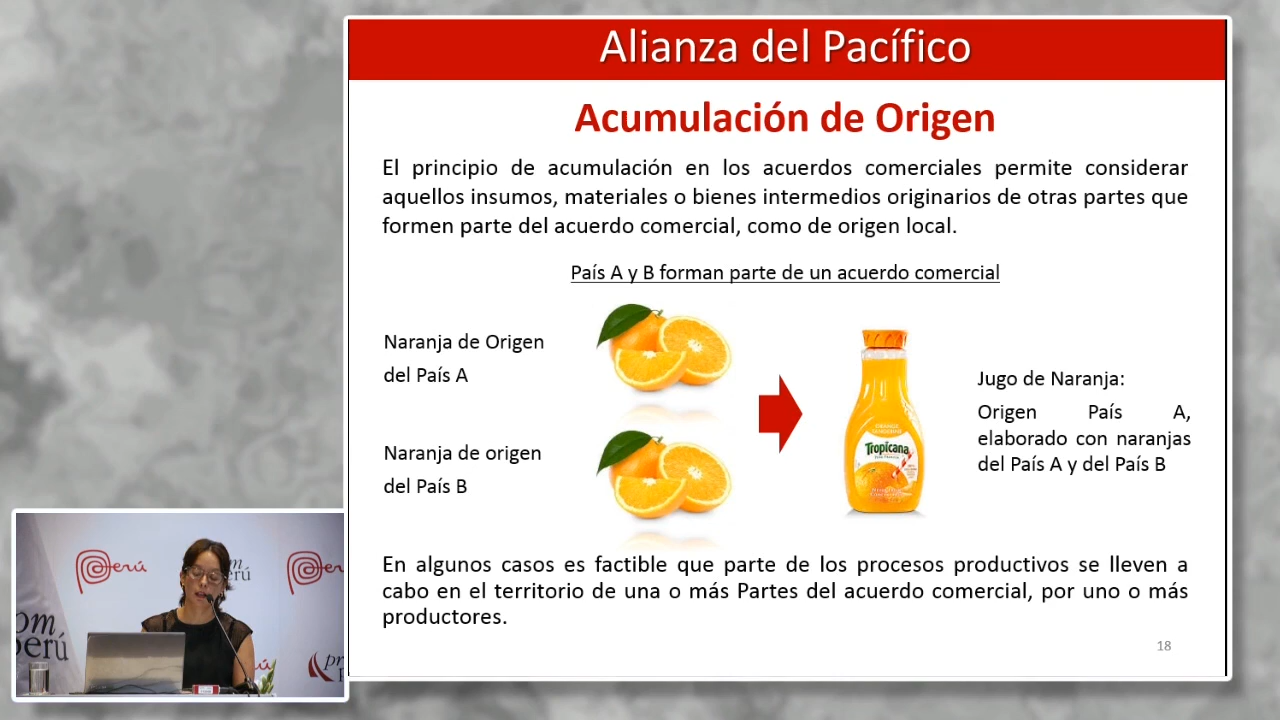 Alianza del Pacífico
Acumulación de Origen
El principio de acumulación en los acuerdos comerciales permite considerar
aquellos insumos, materiales o bienes intermedios originarios de otras partes que
formen parte del acuerdo comercial, como de origen local.
País A y B forman parte de un acuerdo comercial
Naranja de Origen
del País A
Naranja de origen
del País B
Tropicana
Jugo de Naranja:
Origen País A,
elaborado con naranjas
del País A y del País B
En algunos casos es factible que parte de los procesos productivos se lleven a
cabo en el territorio de una o más Partes del acuerdo comercial, por uno o más
productores.
18
Perú
Perú
om
perú
erú